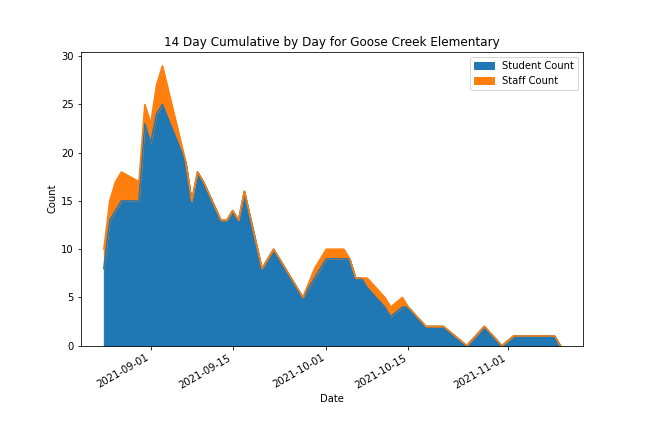 14 Day Cumulative by Day for Goose Creek Elementary
Student Count
Staff Count
Count
30
25
20
15
10
5
0
2021-09-01
2021-09-15
2021-10-01
2021-10-15
2021-11-01
Date